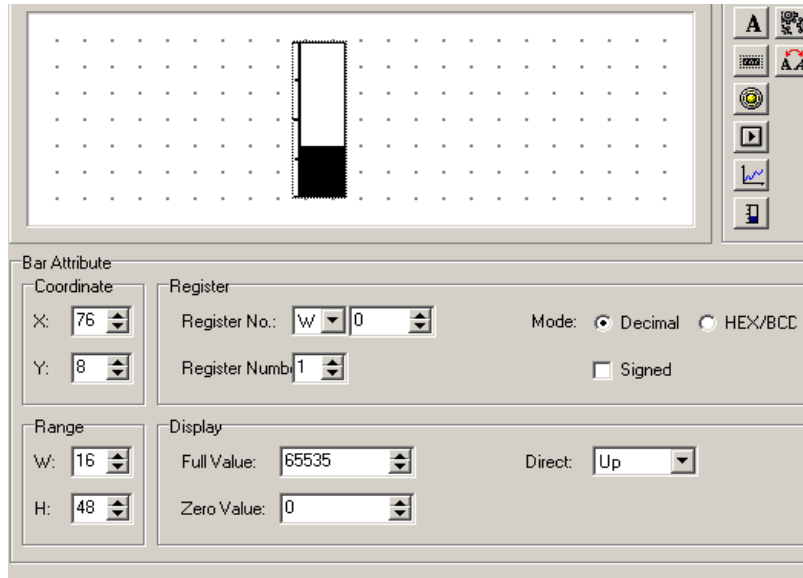 A
A A
Bar Attribute
Coordinate
X: 76
Y: 8
Register
Register No.: W 0
Register Numb 1
Mode: Decimal HEX/BCC
Signed
Range
W: 16
H: 48
Display
Full Value: 65535
Zero Value: 0
Direct: Up